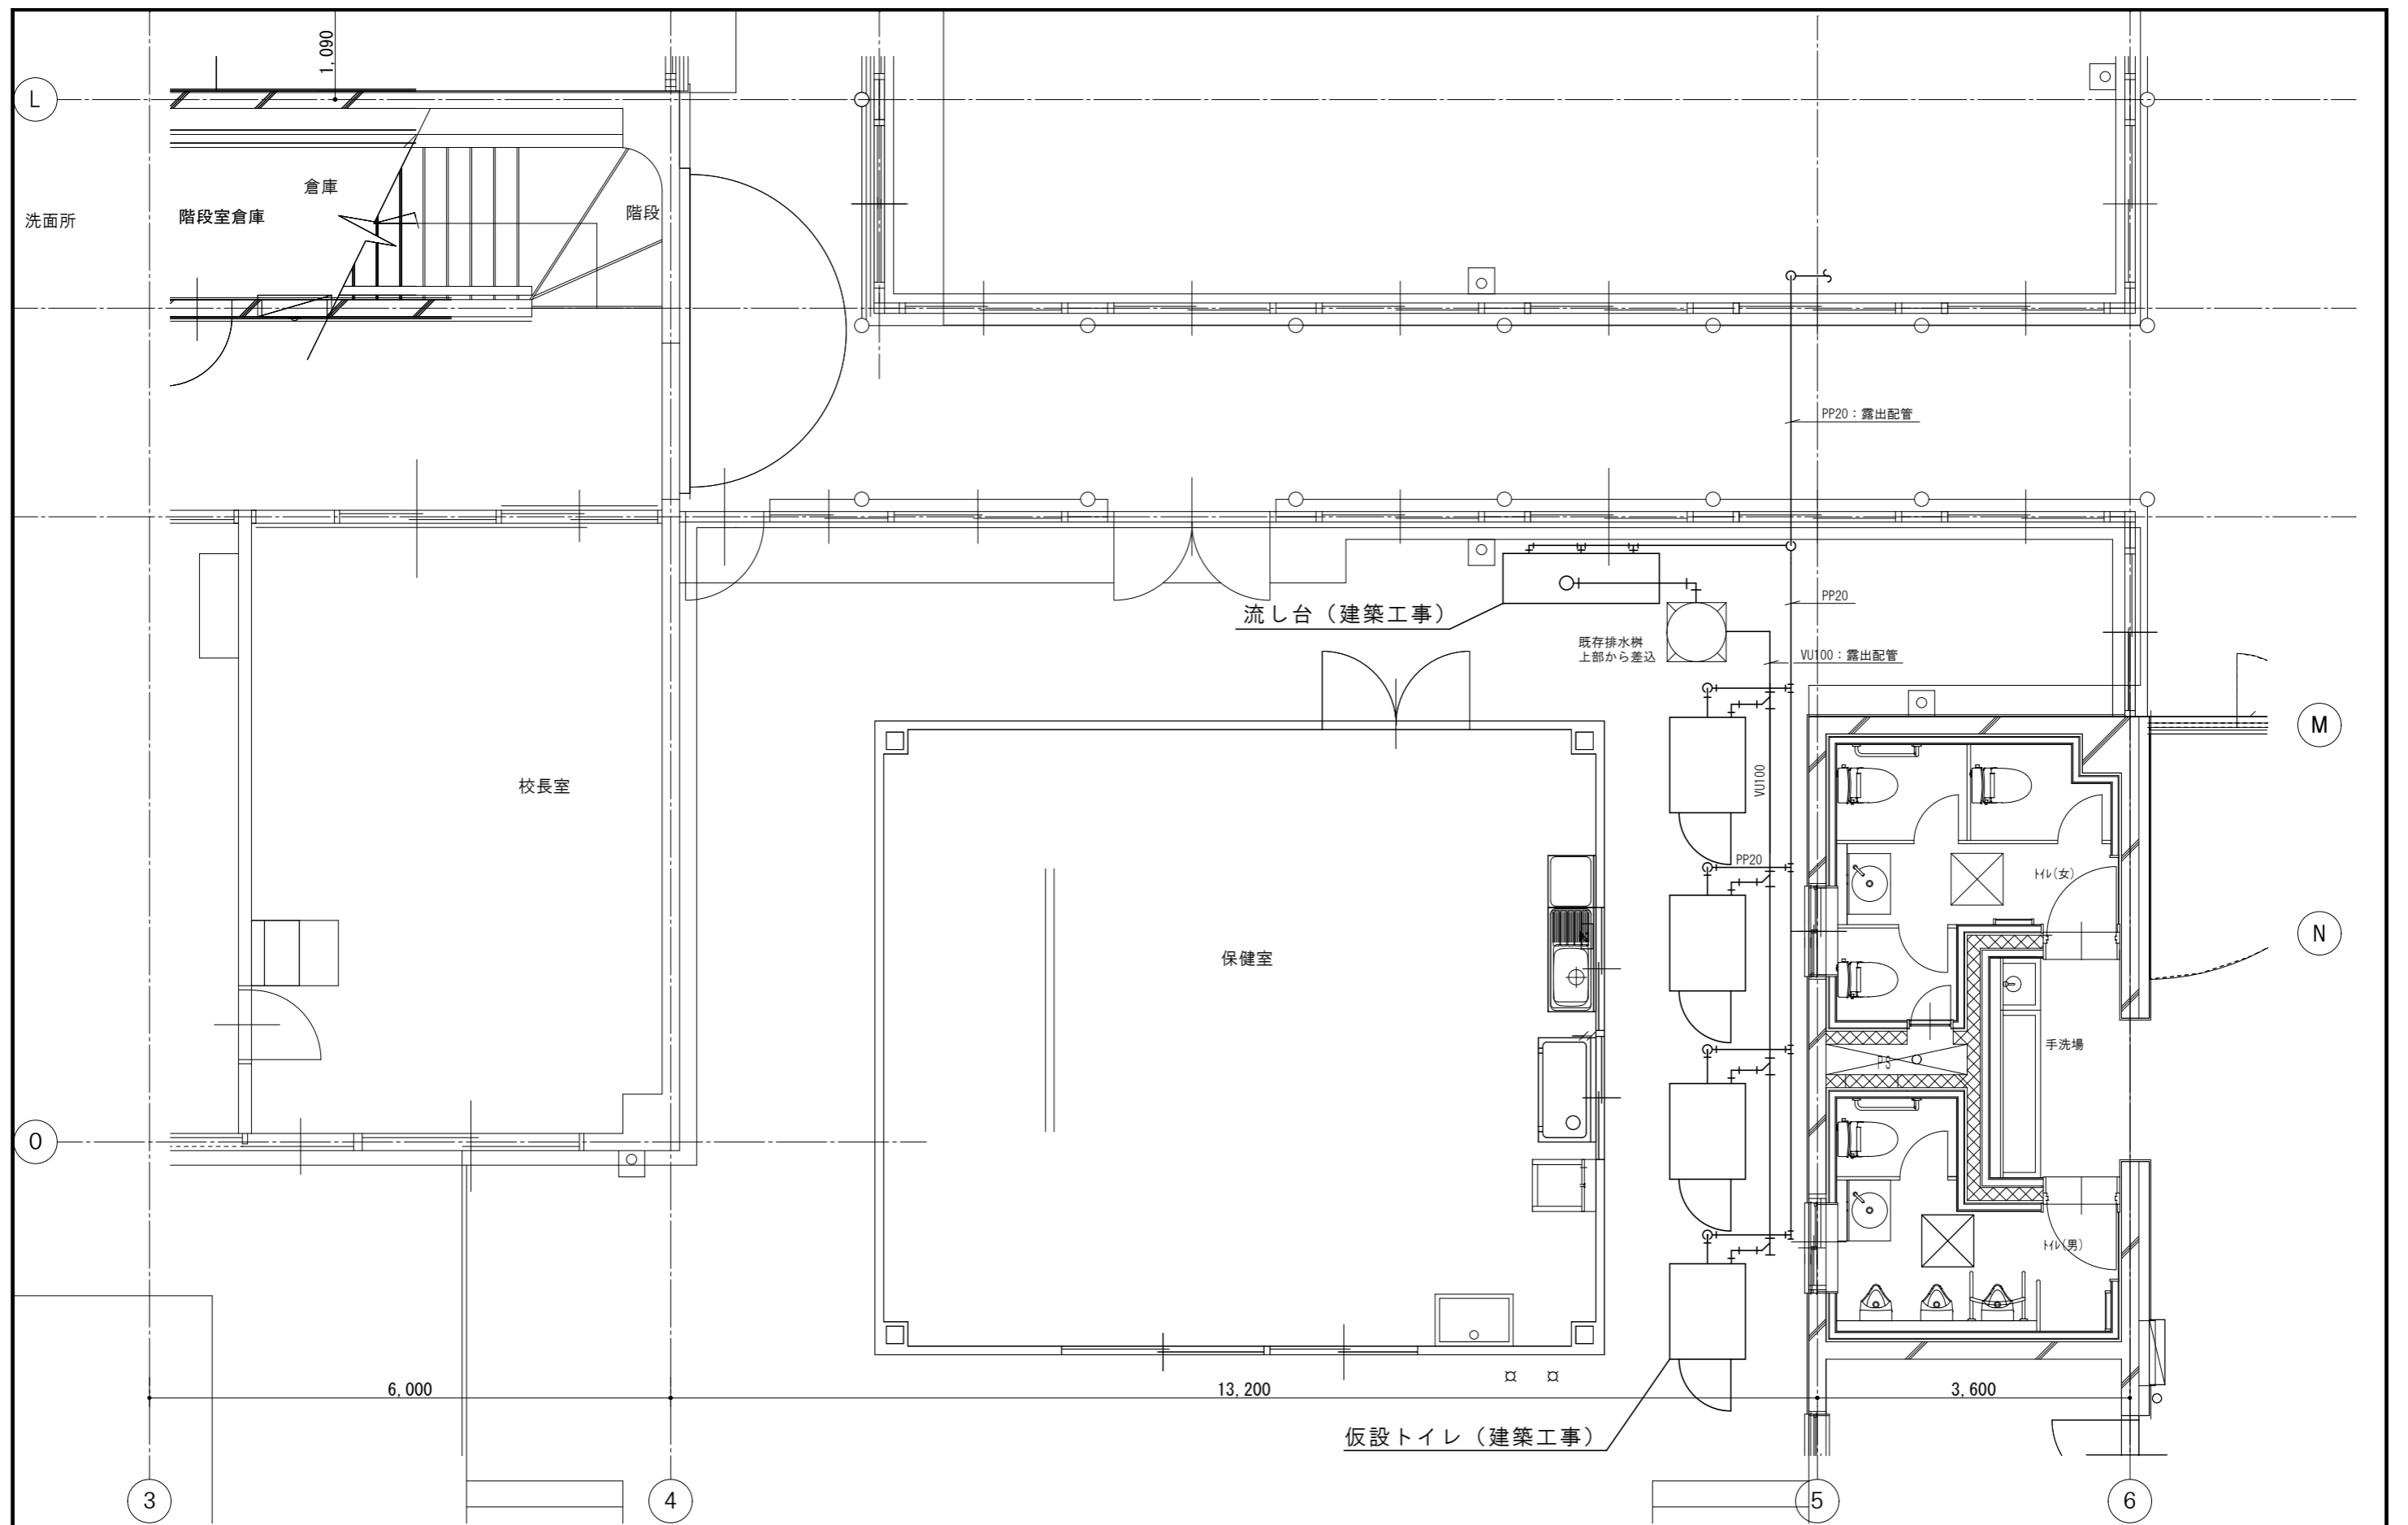 1,090
L
倉庫
階段
階段室倉庫
洗面所
PP20：露出配管
PP20
流し台（建築工事）
既存排水桝
上部から差込
VU100：露出配管
M
VU100
校長室
PP20
ﾄｲﾚ(女)
N
保健室
手洗場
PS
O
ﾄｲﾚ(男)
6,000
13,200
3,600
仮設トイレ（建築工事）
3
4
5
6